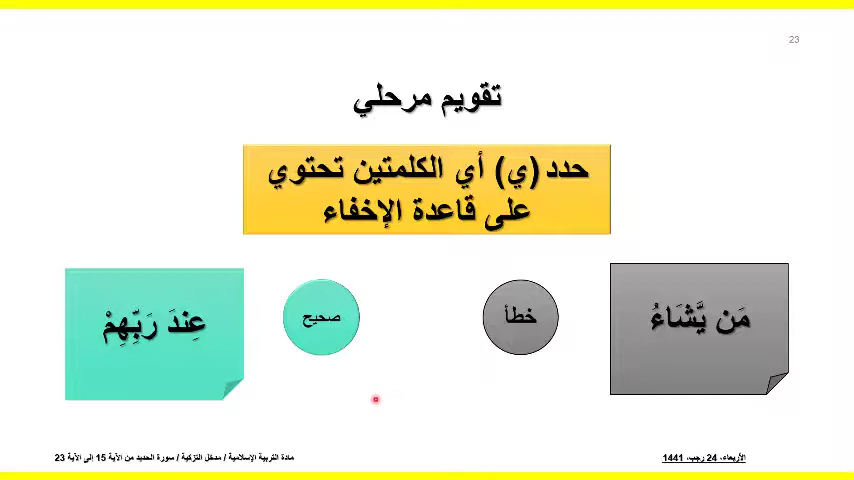 23
تقويم مرحلي
حدد (ي) أي الكلمتين تحتوي
على قاعدة الإخفاء
مَن يَّشَاءُ
خطأ
صحيح
عِندَ رَبِّهِمْ
الأربعاء، 24 رجب، 1441
مادة التربية الإسلامية / مدخل التزكية / سورة الحديد من الآية 15 إلى الآية 23